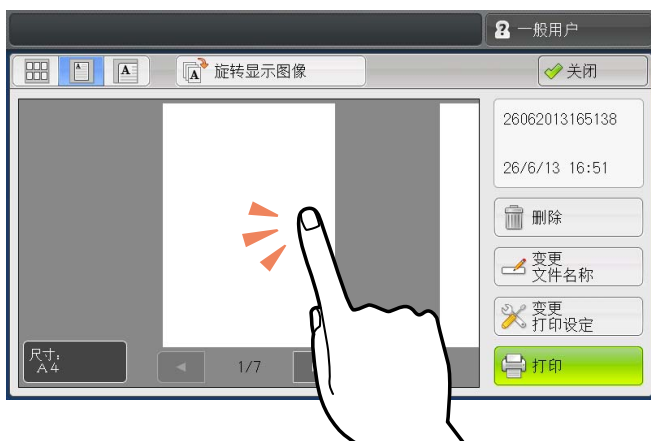 一般用户
A
A
A
旋转显示图像
关闭
26062013165138
26/6/13 16:51
删除
变更
文件名称
变更
打印设定
尺寸:
A4
1/7
打印